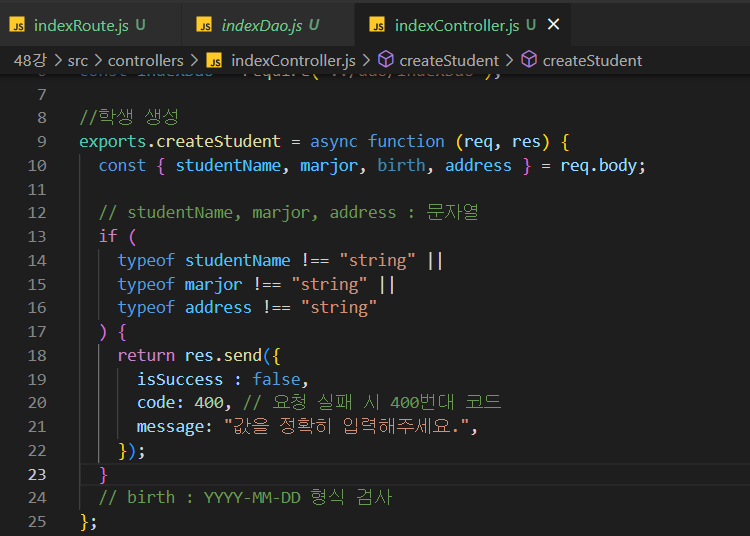 JS indexRoute.js U JS indexDao.js U JS indexController.js U ×
48강 > src > controllers > JS indexController.js > createStudent > createStudent
7
8 //학생 생성
9 exports.createStudent = async function (req, res) {
10 const { studentName, marjor, birth, address } = req.body;
11
12 // studentName, marjor, address : 문자열
13 if (
14 typeof studentName !== "string" ||
15 typeof marjor !== "string" ||
16 typeof address !== "string"
17 ) {
18 return res.send({
19 isSuccess : false,
20 code: 400, // 요청 실패 시 400번대 코드
21 message: "값을 정확히 입력해주세요.",
22 });
23 }
24 // birth : YYYY-MM-DD 형식 검사
25 };